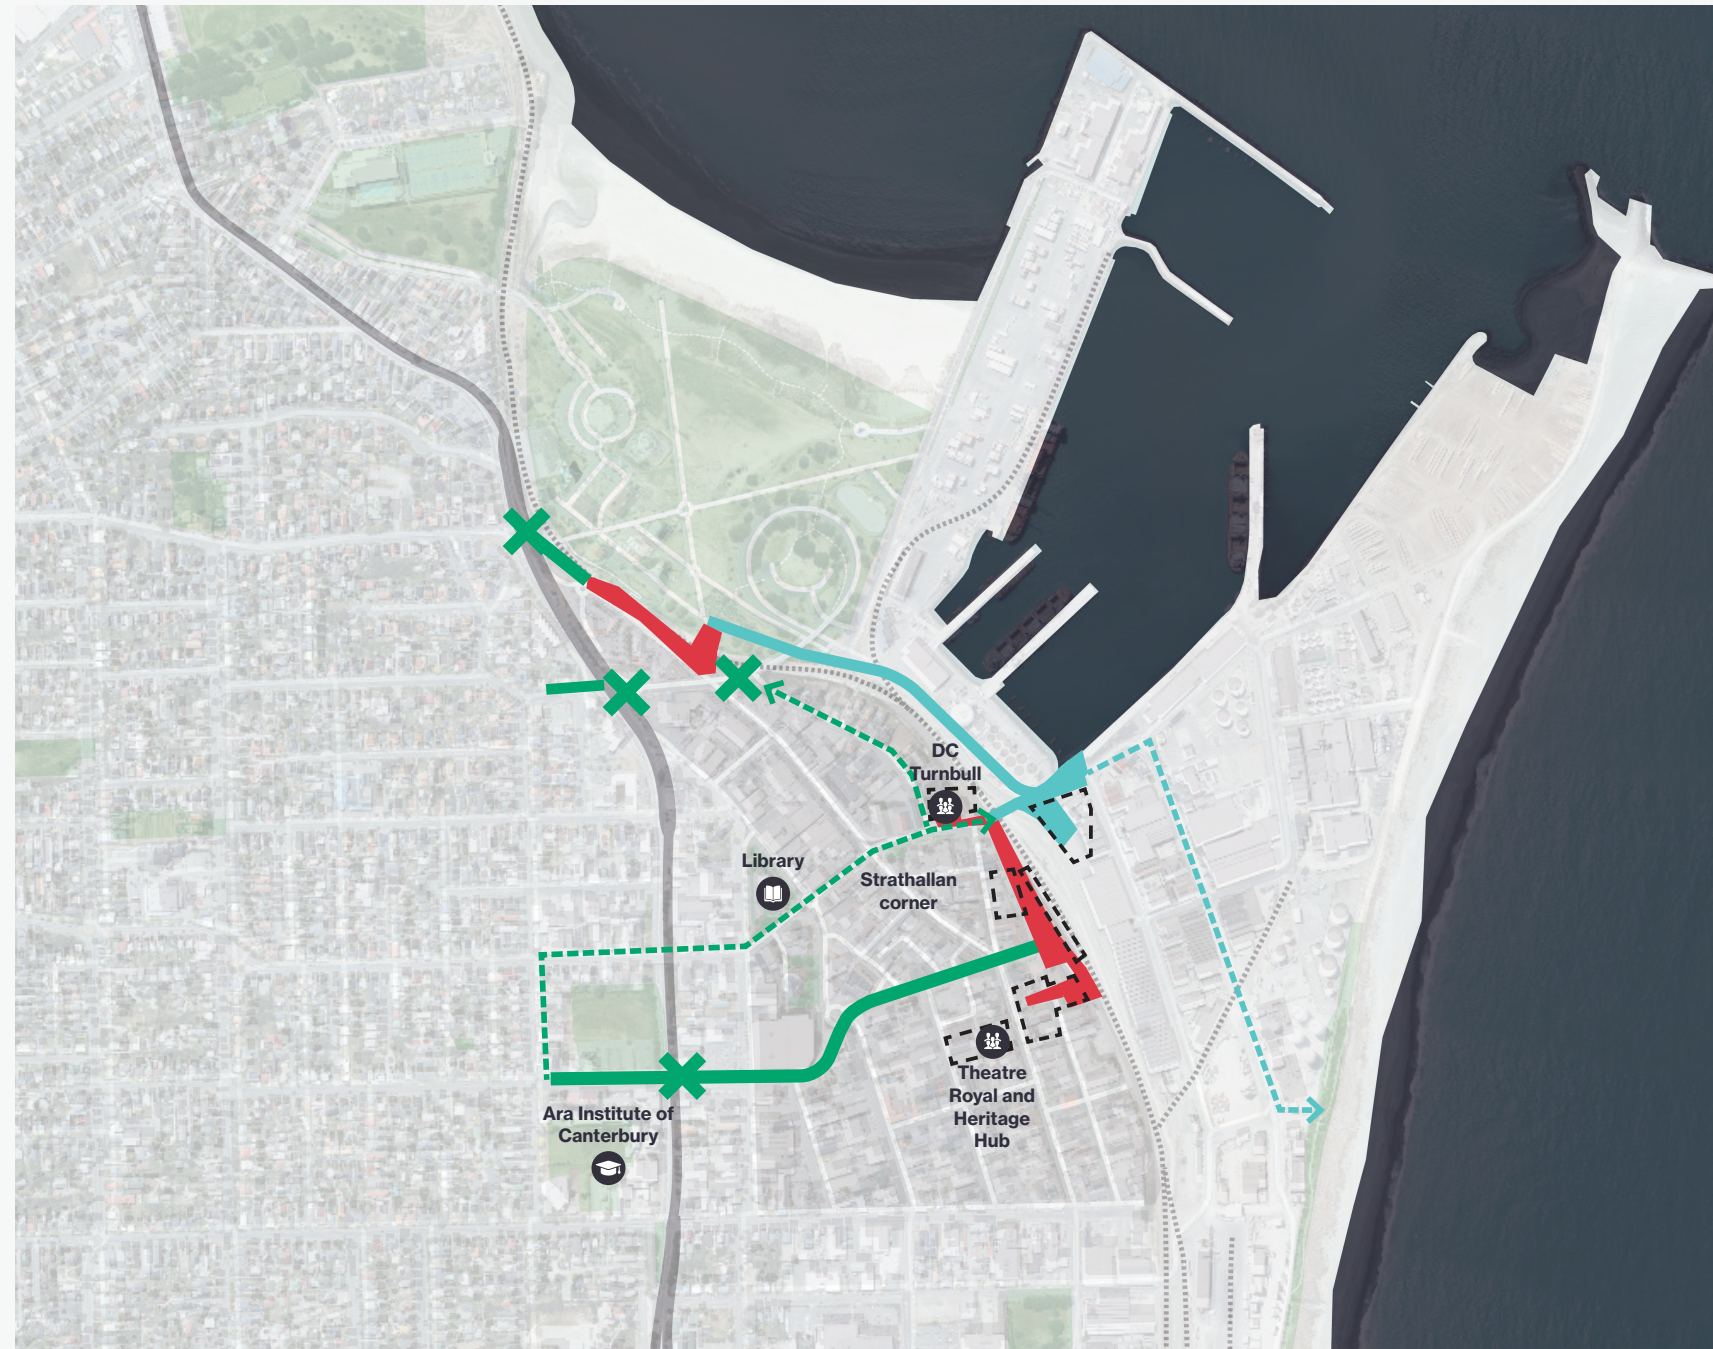 DC
Turnbull
Library
Strathallan
corner
Theatre
Royal and
Heritage
Hub
Ara Institute of
Canterbury